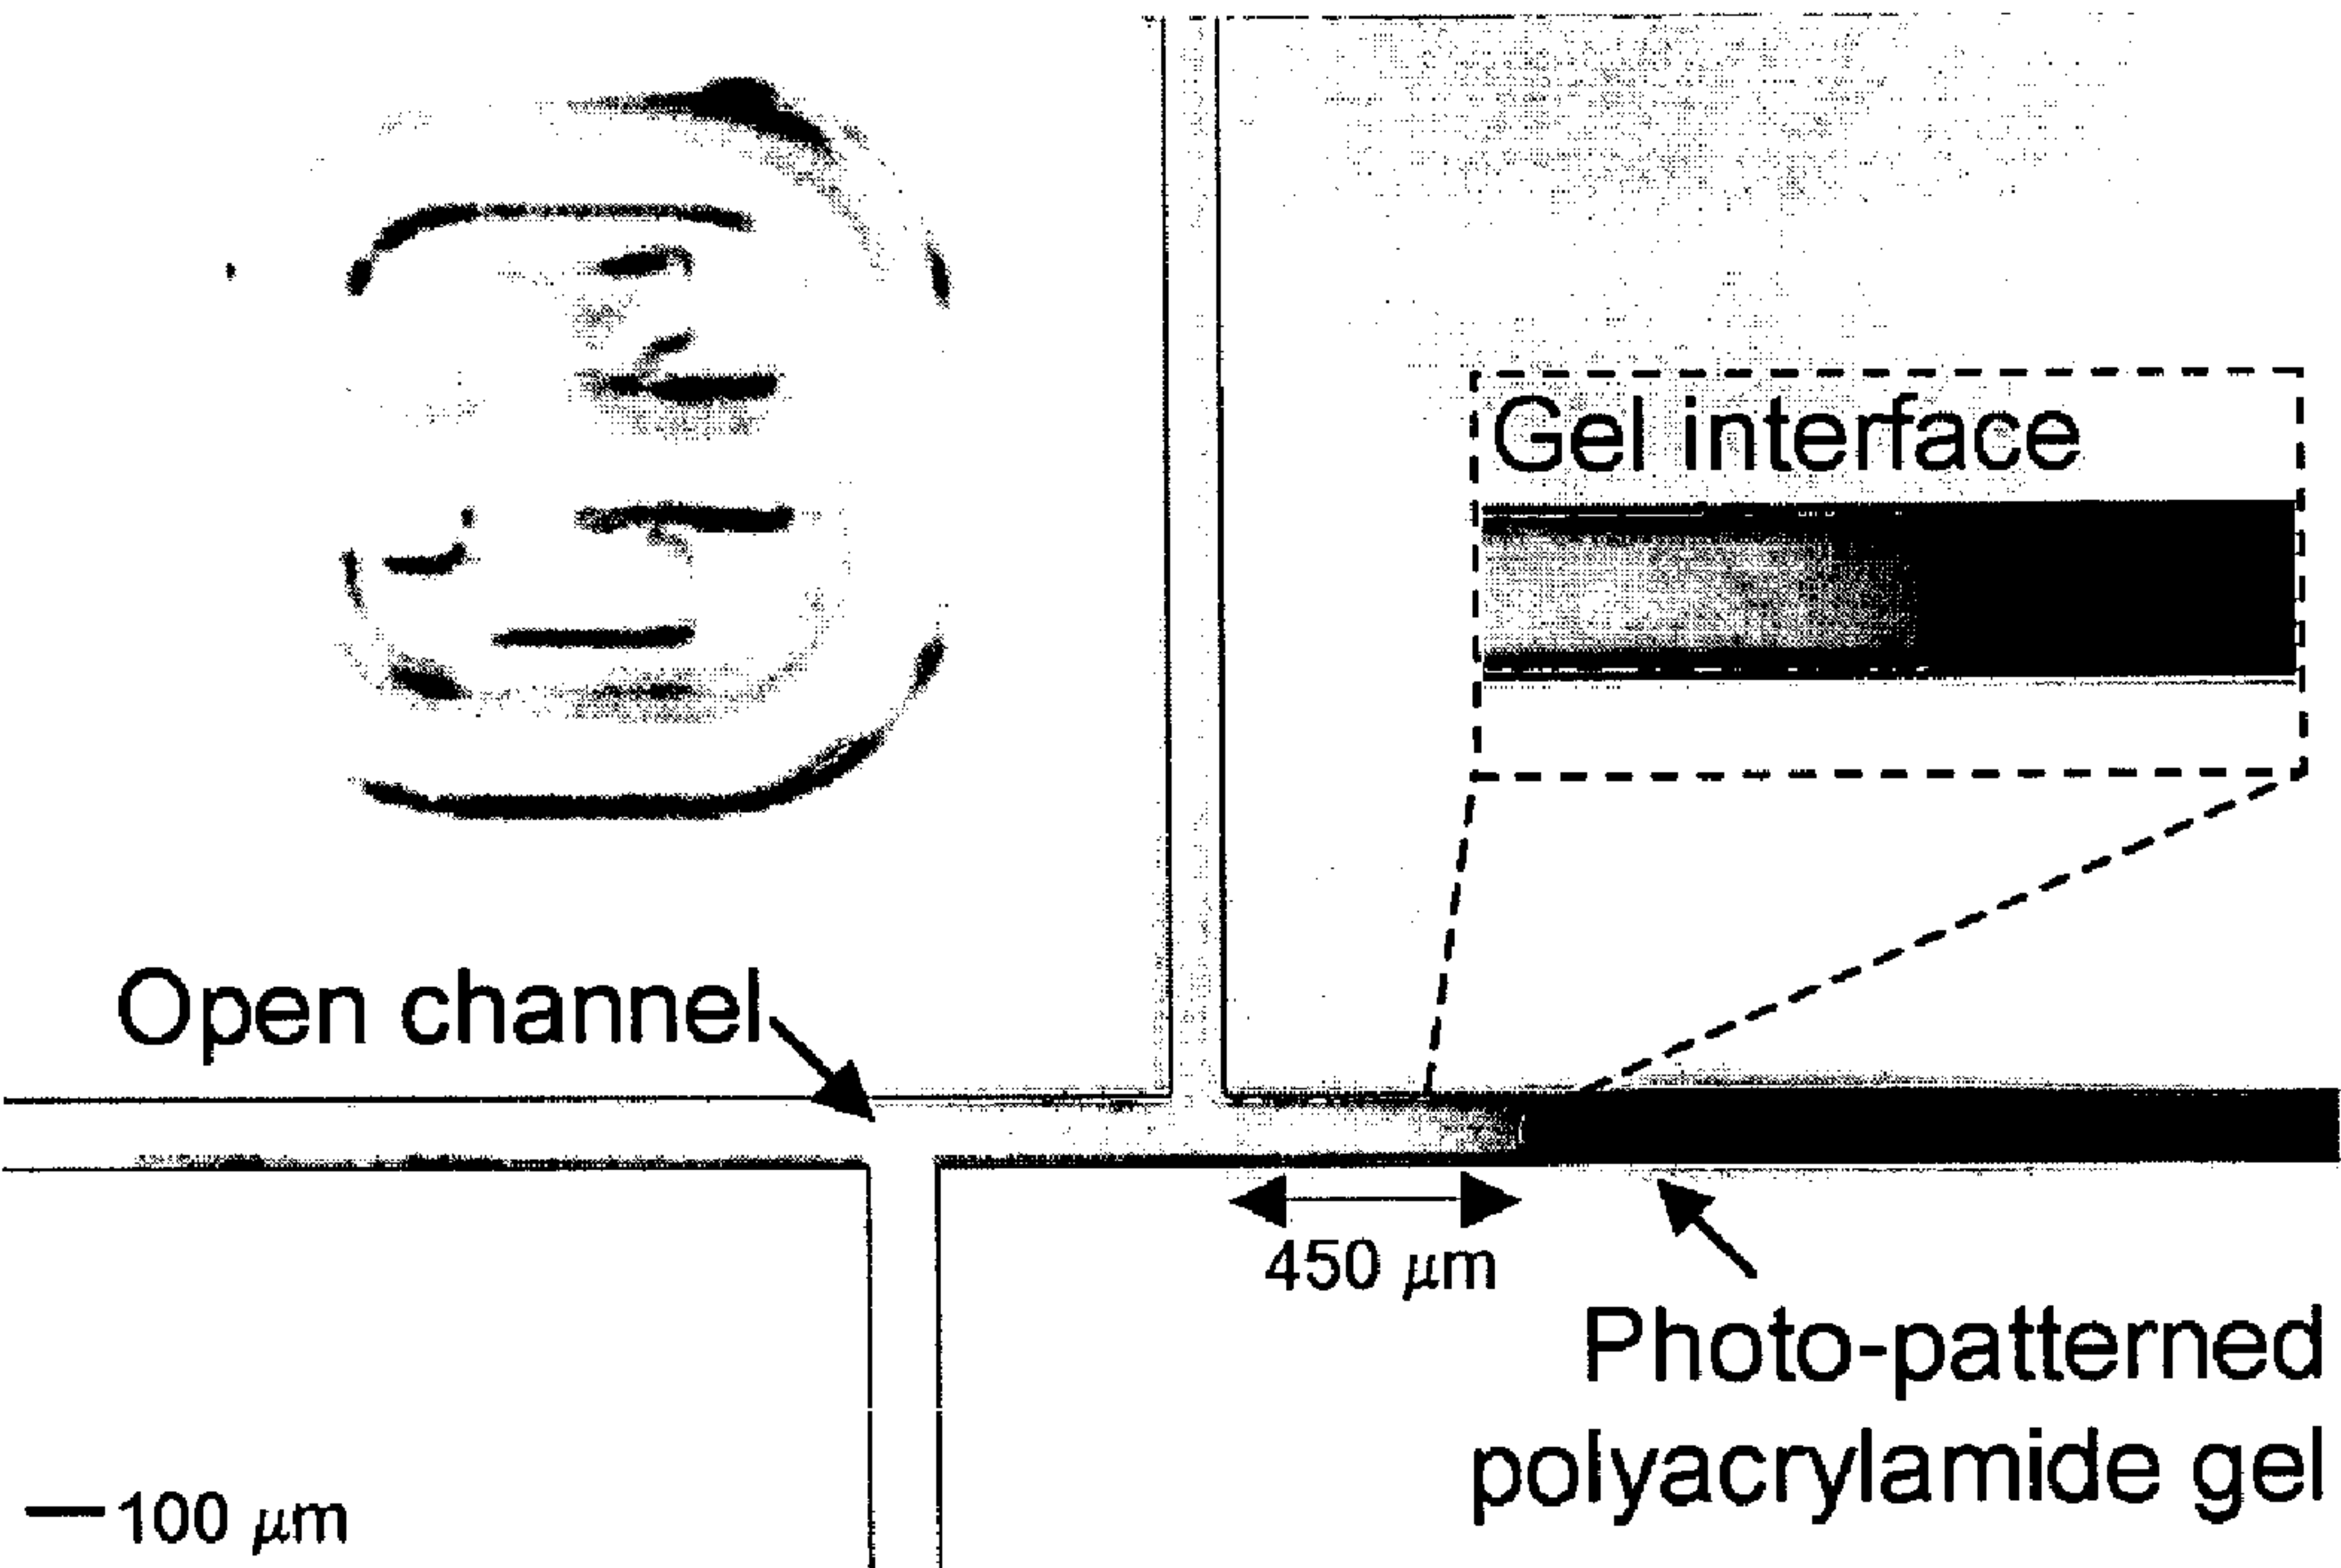 Gel interface
Open channel
450 μm
Photo-patterned
polyacrylamide gel
100 μm